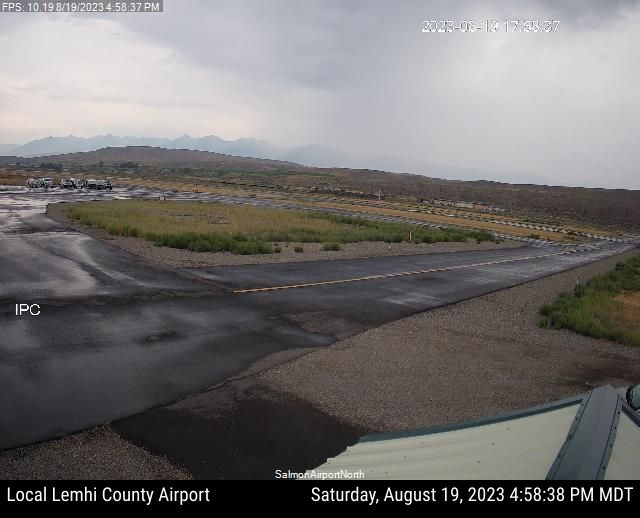 FPS: 10.19 8/19/2023 4:58:37 PM
2023-08-19 17:58:37
IPC
SalmonAirportNorth
Local Lemhi County Airport
Saturday, August 19, 2023 4:58:38 PM MDT